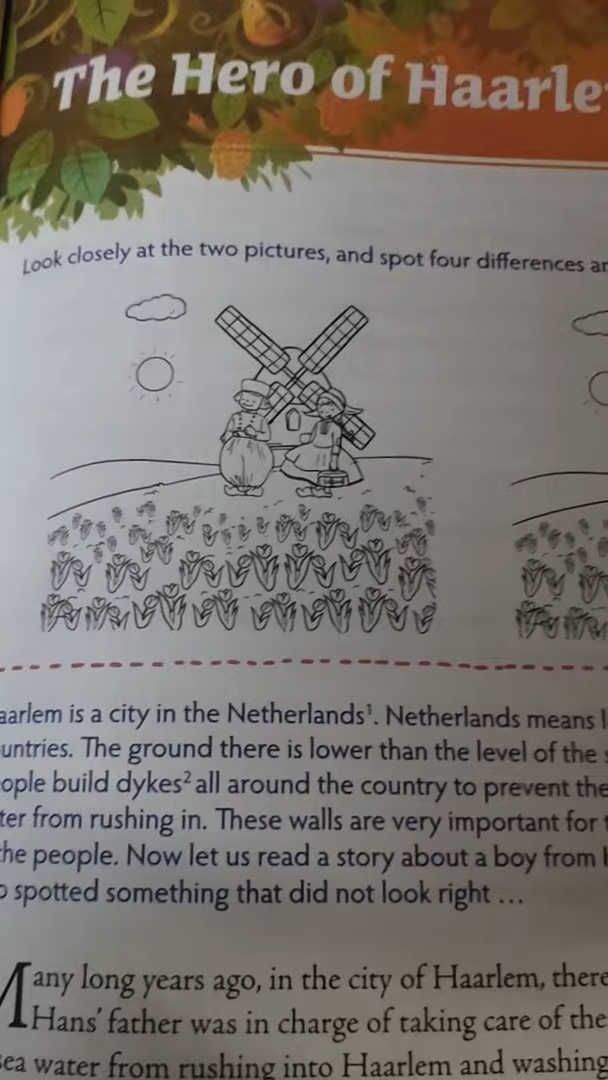 The Hero of Haarle
Look closely at the two pictures, and spot four differences
aarlem is a city in the Netherlands¹. Netherlands means
untries. The ground there is lower than the level of the
ople build dykes² all around the country to prevent the
ter from rushing in. These walls are very important for
the people. Now let us read a story about a boy from
spotted something that did not look right ...
Many long years ago, in the city of Haarlem, there
Hans' father was in charge of taking care of the
sea water from rushing into Haarlem and washing